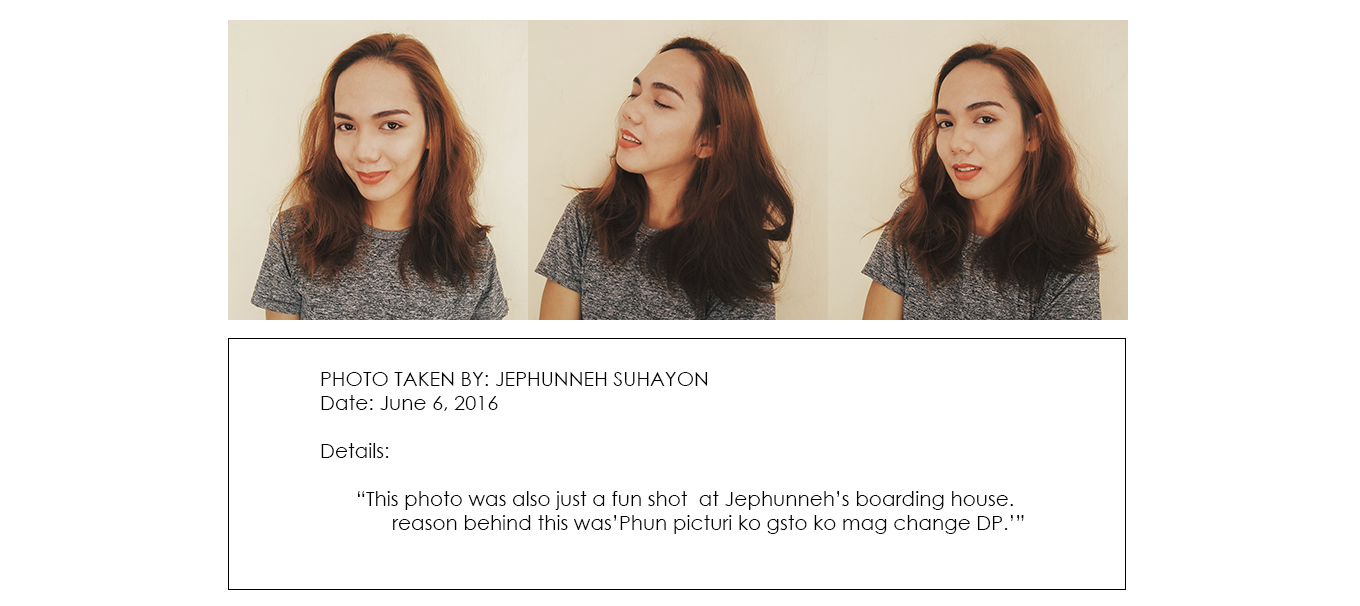 PHOTO TAKEN BY: JEPHUNNEH SUHAYON
Date: June 6, 2016
Details:
“This photo was also just a fun shot  at Jephunneh’s boarding house.
reason behind this was’Phun picturi ko gsto ko mag change DP.’”